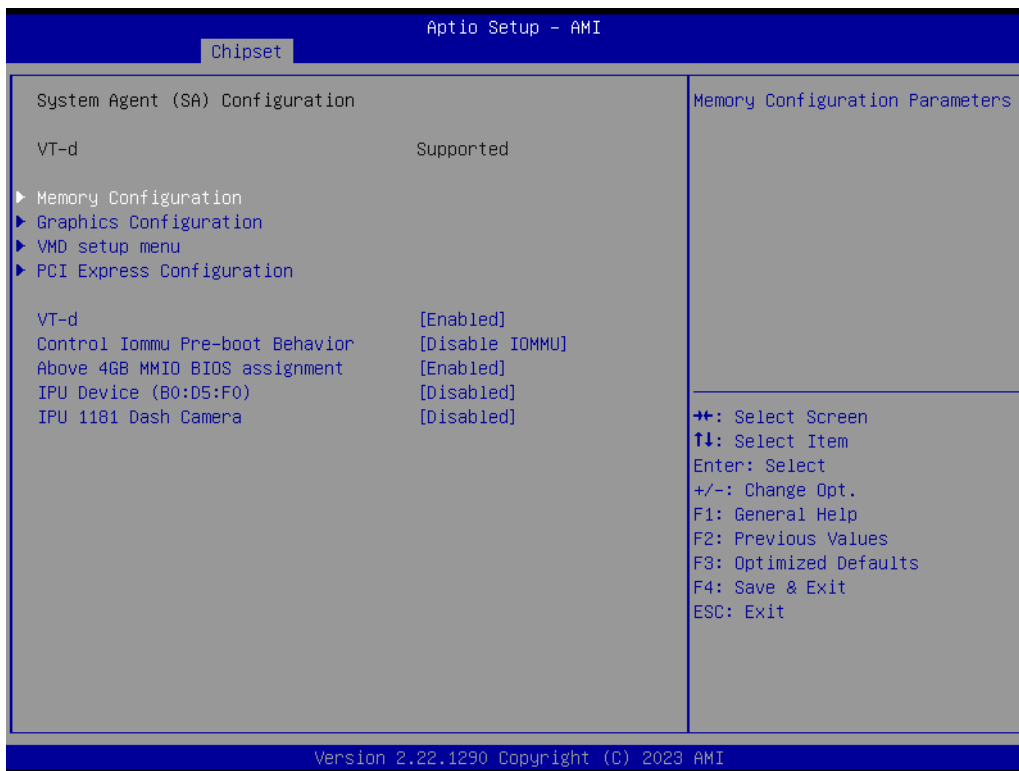 Aptio Setup – AMI
Chipset
System Agent (SA) Configuration
VT-d Supported
Memory Configuration
Graphics Configuration
VMD setup menu
PCI Express Configuration
VT-d [Enabled]
Control Iommu Pre-boot Behavior [Disable IOMMU]
Above 4GB MMIO BIOS assignment [Enabled]
IPU Device (B0:D5:F0) [Disabled]
IPU 1181 Dash Camera [Disabled]
Memory Configuration Parameters
→←: Select Screen
↑↓: Select Item
Enter: Select
+/-: Change Opt.
F1: General Help
F2: Previous Values
F3: Optimized Defaults
F4: Save & Exit
ESC: Exit
Version 2.22.1290 Copyright (C) 2023 AMI